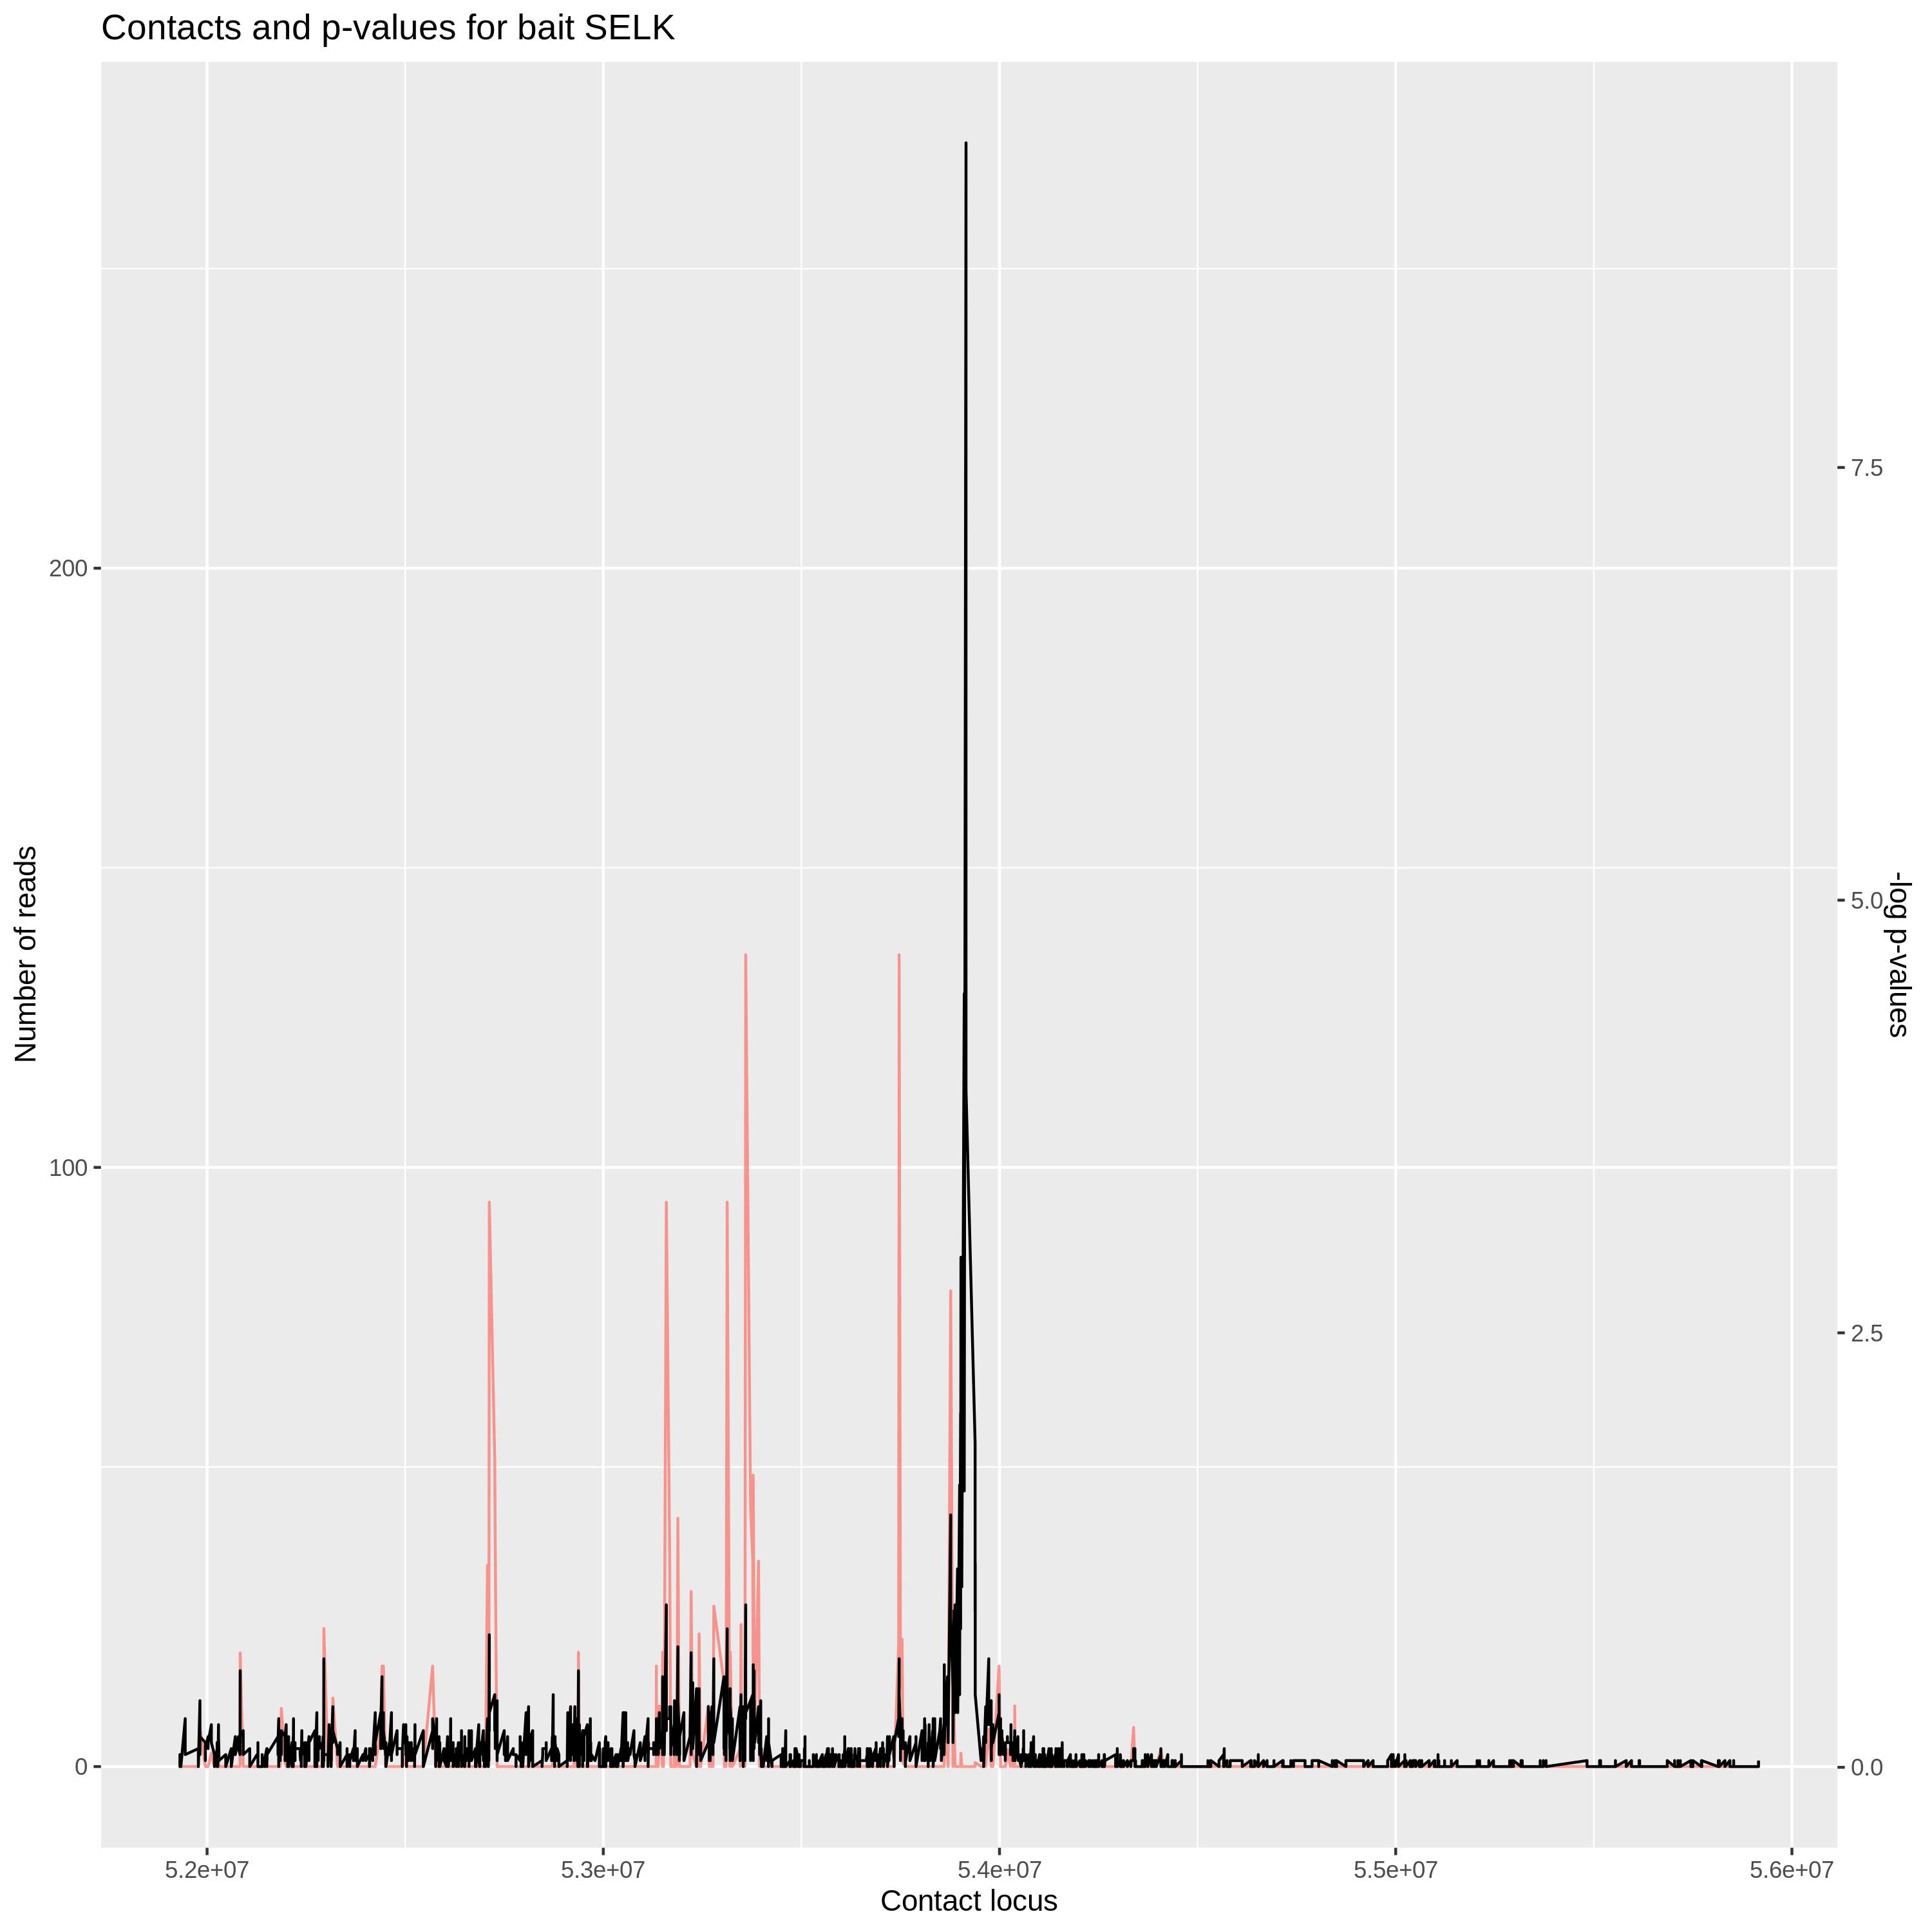 Contacts and p-values for bait SELK
200
100
0
Number of reads
7.5
5.0
2.5
0.0
-log p-values
5.2e+07 5.3e+07 5.4e+07 5.5e+07 5.6e+07
Contact locus